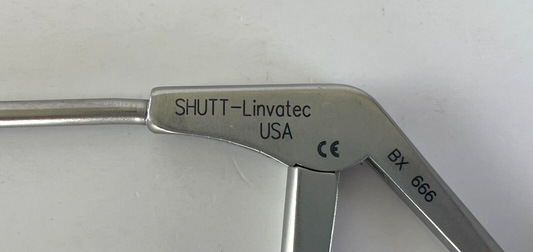 SHUTT-Linvatec
USA
CE
BX 666